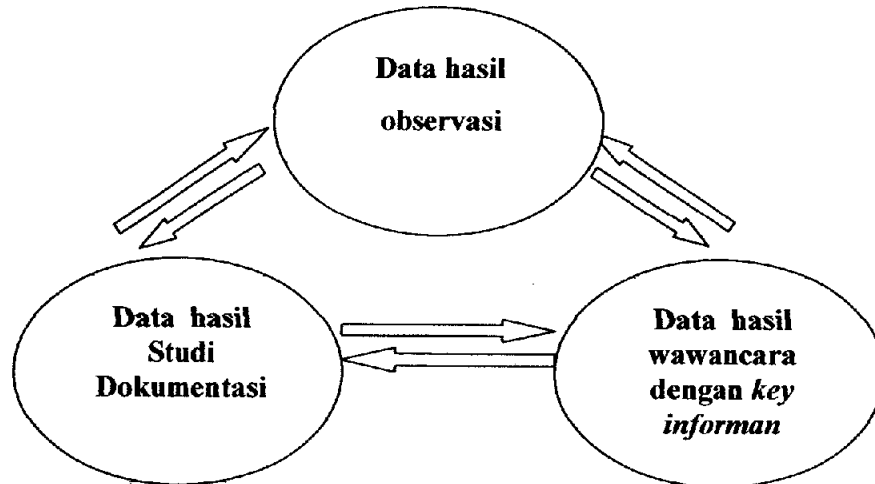 Data hasil
observasi
Data hasil
Studi
Dokumentasi
Data hasil
wawancara
dengan key
informan